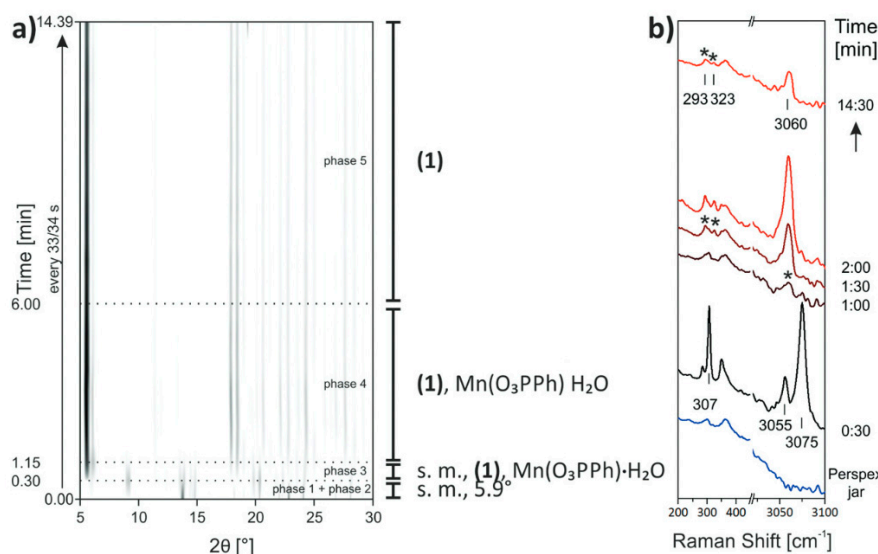 a)
14.39
Time [min]
every 33/34 s
6.00
1.15
0.30
0.00
phase 5
phase 4
phase 3
phase 1 + phase 2
5 10 15 20 25 30
2θ [°]
(1)
(1), Mn(O₃PPh) H₂O
s. m., (1), Mn(O₃PPh)·H₂O
s. m., 5.9°
b)
Time
[min]
* *
293 323
3060
14:30
* *
2:00
1:30
*
1:00
307
3055
3075
0:30
Perspex
jar
200 300 400 3050 3100
Raman Shift [cm⁻¹]